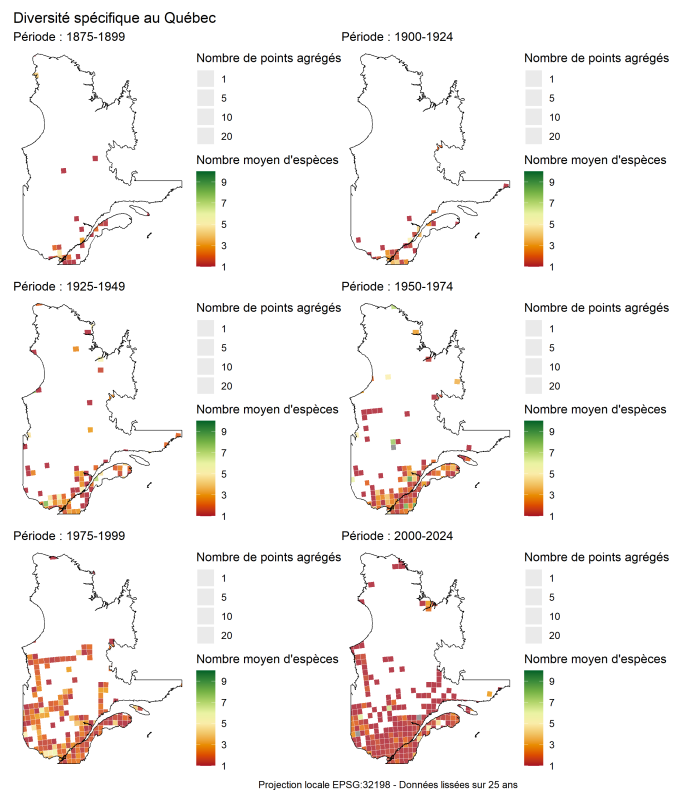 Diversité spécifique au Québec
Période : 1875-1899
Nombre de points agrégés
1
5
10
20
Nombre moyen d'espèces
9
7
5
3
1
Période : 1900-1924
Nombre de points agrégés
1
5
10
20
Nombre moyen d'espèces
9
7
5
3
1
Période : 1925-1949
Nombre de points agrégés
1
5
10
20
Nombre moyen d'espèces
9
7
5
3
1
Période : 1950-1974
Nombre de points agrégés
1
5
10
20
Nombre moyen d'espèces
9
7
5
3
1
Période : 1975-1999
Nombre de points agrégés
1
5
10
20
Nombre moyen d'espèces
9
7
5
3
1
Période : 2000-2024
Nombre de points agrégés
1
5
10
20
Nombre moyen d'espèces
9
7
5
3
1
Projection locale EPSG:32198 - Données lissées sur 25 ans